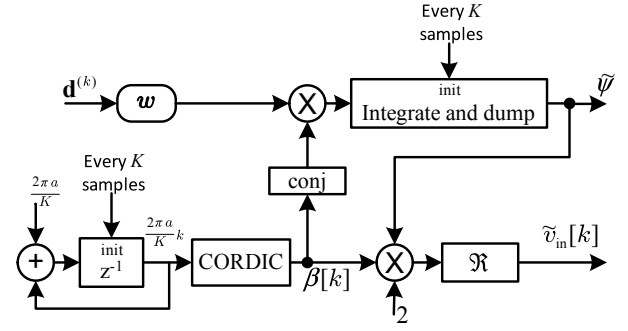 Every K
samples
𝐝⁽ᵏ⁾
𝔀
X
init
Integrate and dump
ψ̃
Every K
samples
conj
2πa/K
init
z⁻¹
2πa/K k
+
CORDIC
β[k]
X
2
ℜ
ṽ_in[k]